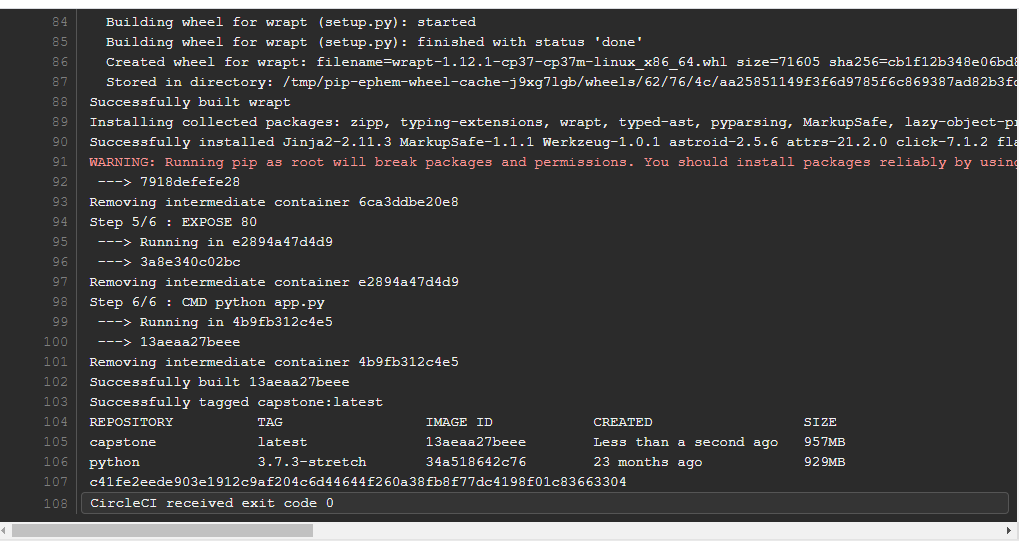 84 Building wheel for wrapt (setup.py): started
85 Building wheel for wrapt (setup.py): finished with status 'done'
86 Created wheel for wrapt: filename=wrapt-1.12.1-cp37-cp37m-linux_x86_64.whl size=71605 sha256=cb1f12b348e06bd8
87 Stored in directory: /tmp/pip-ephem-wheel-cache-j9xg7lgb/wheels/62/76/4c/aa25851149f3f6d9785f6c869387ad82b3fd
88 Successfully built wrapt
89 Installing collected packages: zipp, typing-extensions, wrapt, typed-ast, pyparsing, MarkupSafe, lazy-object-pr
90 Successfully installed Jinja2-2.11.3 MarkupSafe-1.1.1 Werkzeug-1.0.1 astroid-2.5.6 attrs-21.2.0 click-7.1.2 fla
91 WARNING: Running pip as root will break packages and permissions. You should install packages reliably by using
92 ---> 7918defefe28
93 Removing intermediate container 6ca3ddbe20e8
94 Step 5/6 : EXPOSE 80
95 ---> Running in e2894a47d4d9
96 ---> 3a8e340c02bc
97 Removing intermediate container e2894a47d4d9
98 Step 6/6 : CMD python app.py
99 ---> Running in 4b9fb312c4e5
100 ---> 13aeaa27beee
101 Removing intermediate container 4b9fb312c4e5
102 Successfully built 13aeaa27beee
103 Successfully tagged capstone:latest
104 REPOSITORY TAG IMAGE ID CREATED SIZE
105 capstone latest 13aeaa27beee Less than a second ago 957MB
106 python 3.7.3-stretch 34a518642c76 23 months ago 929MB
107 c41fe2eede903e1912c9af204c6d44644f260a38fb8f77dc4198f01c83663304
108 CircleCI received exit code 0